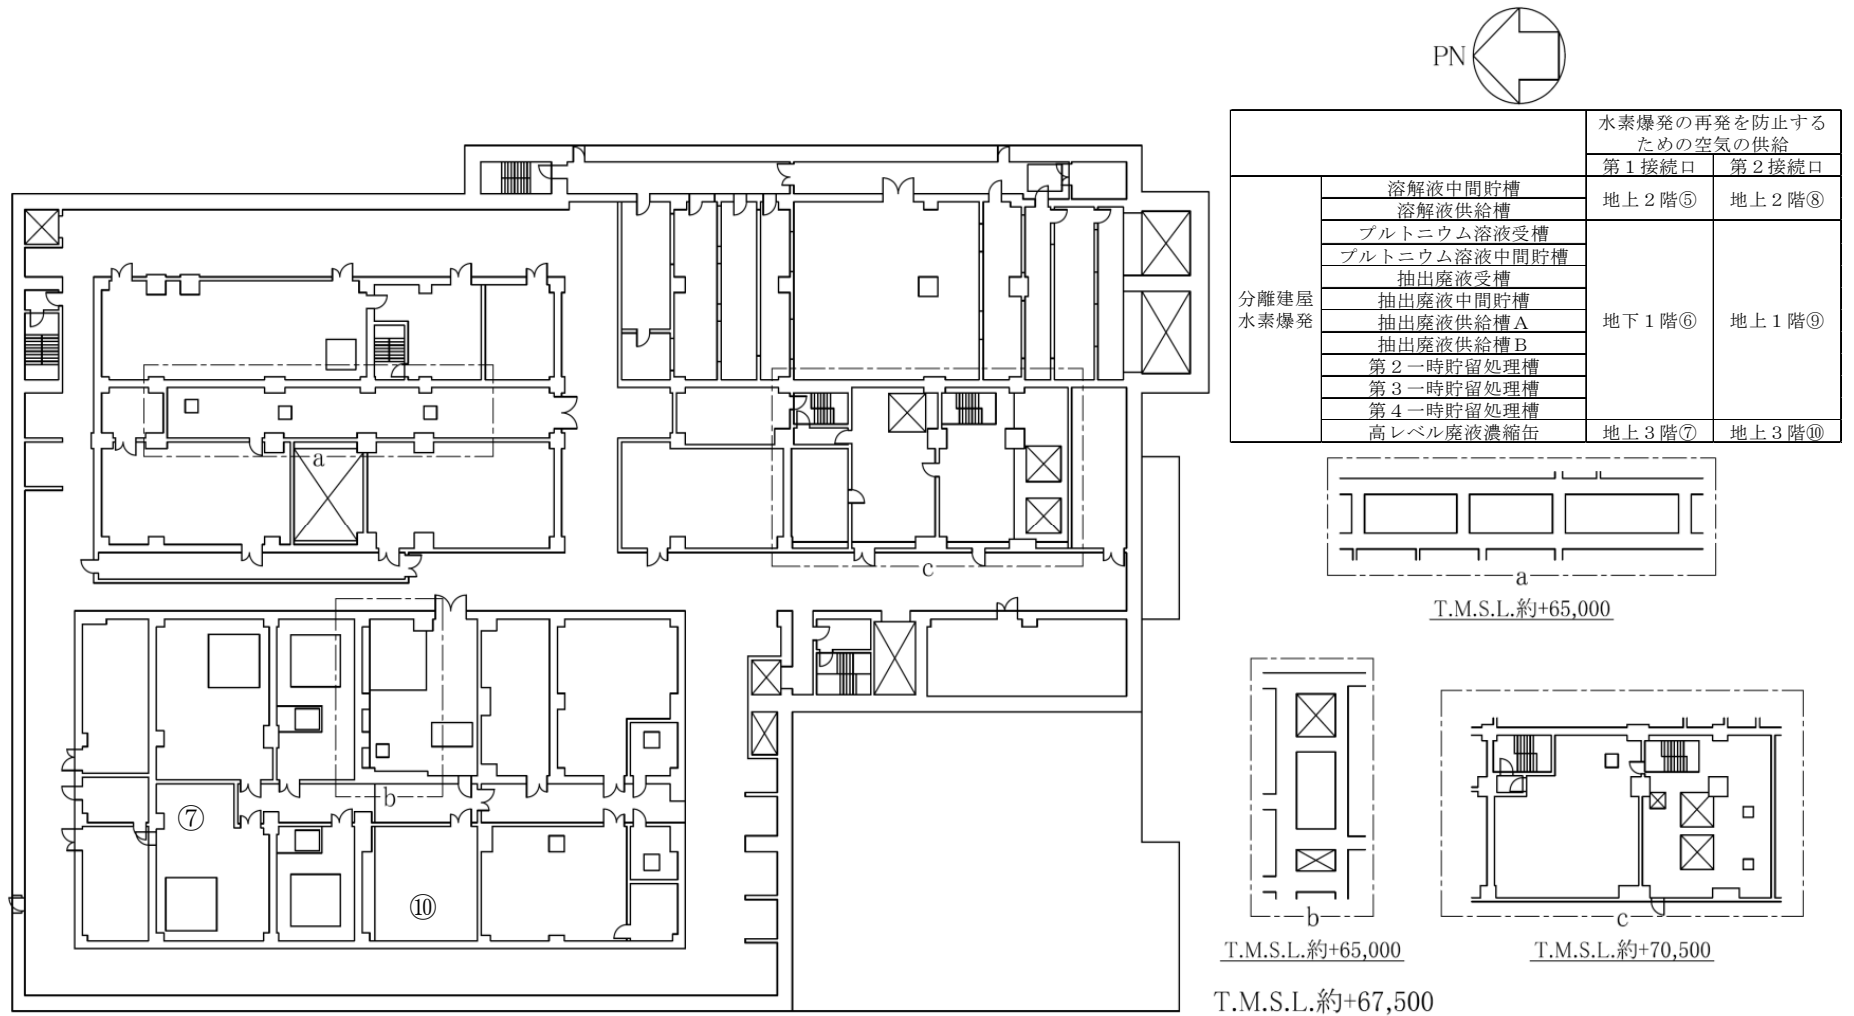 PN
水素爆発の再発を防止する
ための空気の供給
第１接続口 第２接続口
分離建屋
水素爆発
溶解液中間貯槽
溶解液供給槽
地上２階⑤ 地上２階⑧
プルトニウム溶液受槽
プルトニウム溶液中間貯槽
抽出廃液受槽
抽出廃液中間貯槽
抽出廃液供給槽Ａ
抽出廃液供給槽Ｂ
第２一時貯留処理槽
第３一時貯留処理槽
第４一時貯留処理槽
地下１階⑥ 地上１階⑨
高レベル廃液濃縮缶 地上３階⑦ 地上３階⑩
a
c
b
⑦
⑩
a
T.M.S.L.約+65,000
b
T.M.S.L.約+65,000
c
T.M.S.L.約+70,500
T.M.S.L.約+67,500